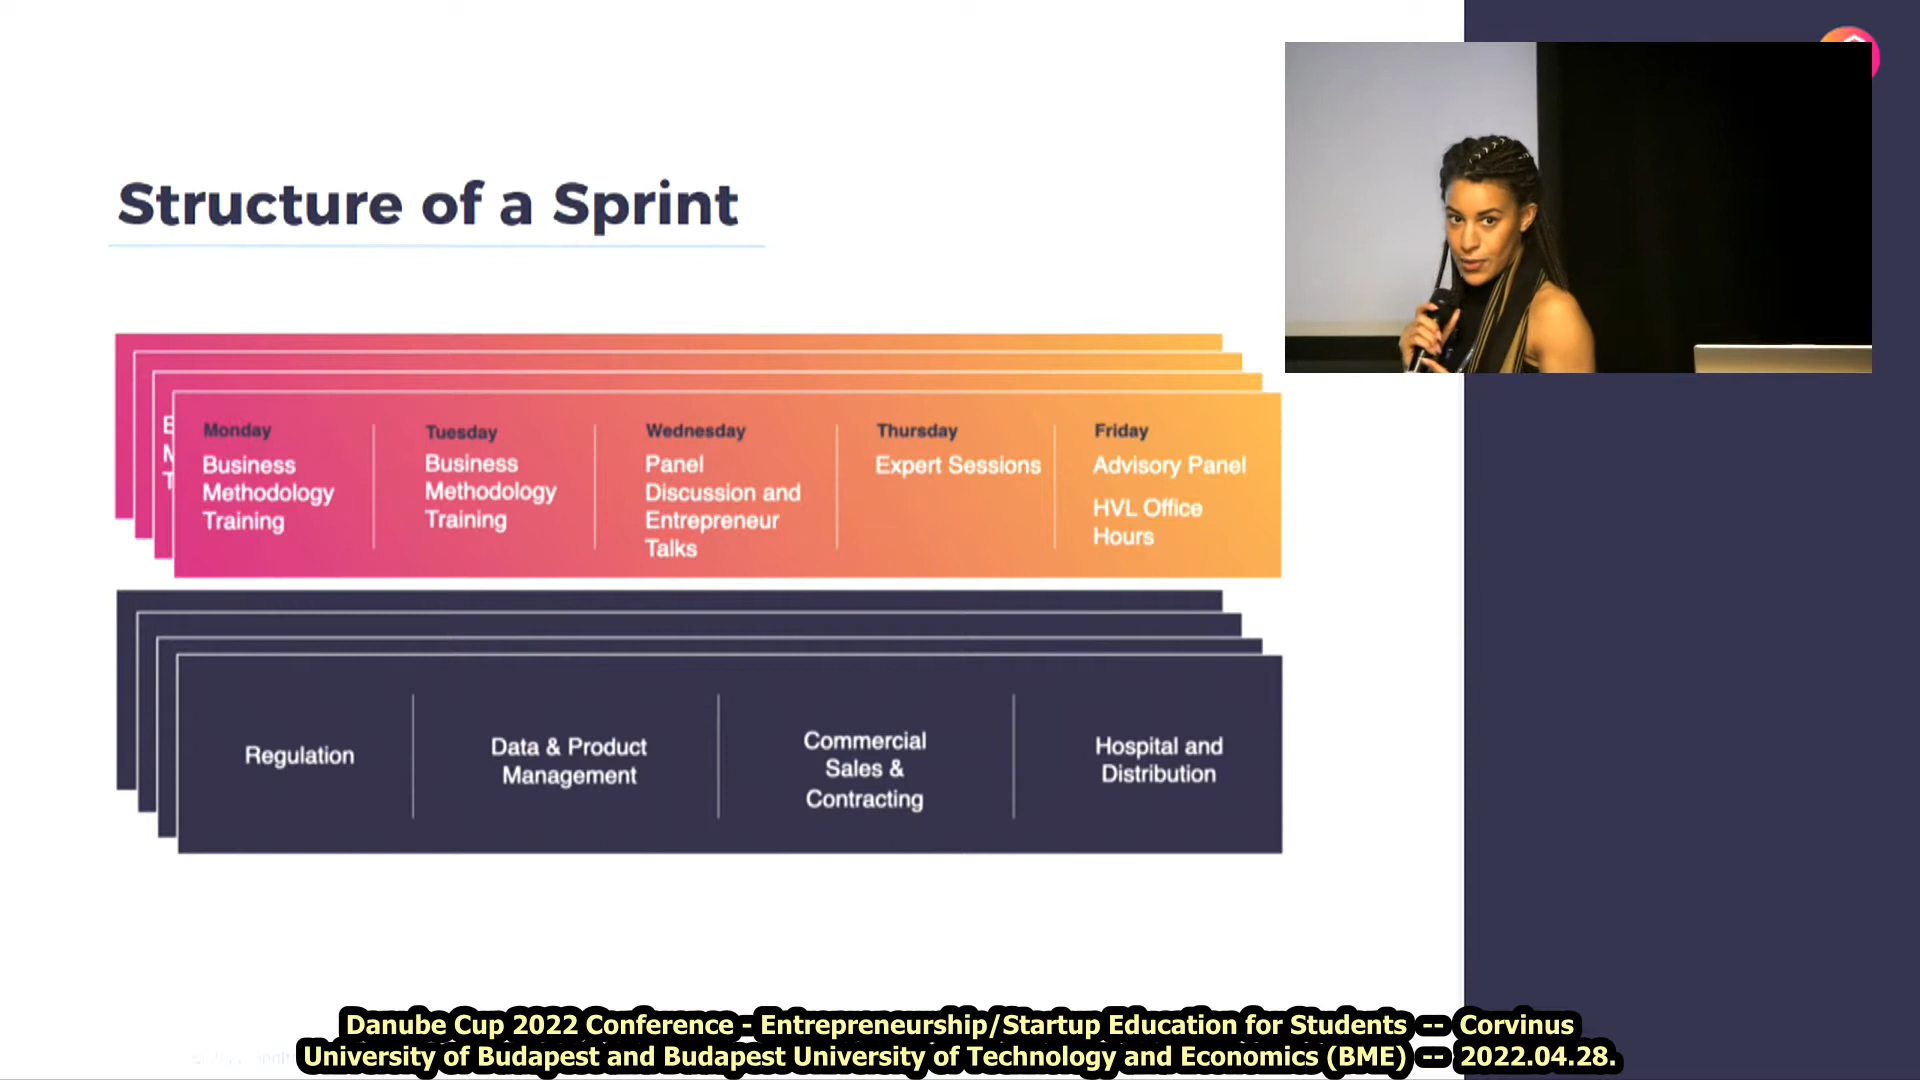 Structure of a Sprint
Monday
Business
Methodology
Training
Tuesday
Business
Methodology
Training
Wednesday
Panel
Discussion and
Entrepreneur
Talks
Thursday
Expert Sessions
Friday
Advisory Panel
HVL Office
Hours
Regulation
Data & Product
Management
Commercial
Sales &
Contracting
Hospital and
Distribution
Danube Cup 2022 Conference - Entrepreneurship/Startup Education for Students -- Corvinus
University of Budapest and Budapest University of Technology and Economics (BME) -- 2022.04.28.